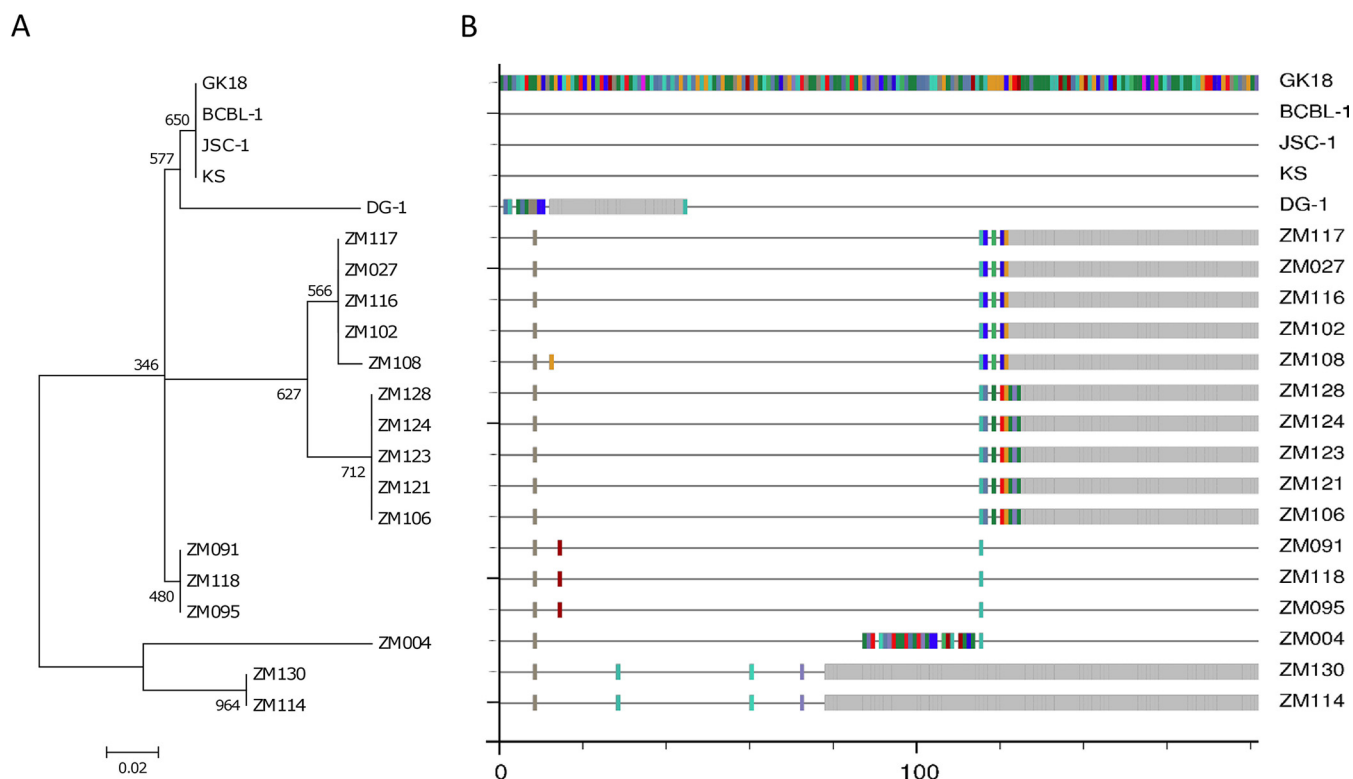 A
B
GK18
GK18
BCBL-1
BCBL-1
650
JSC-1
JSC-1
577
KS
KS
DG-1
DG-1
ZM117
ZM117
ZM027
ZM027
566
ZM116
ZM116
ZM102
ZM102
346
ZM108
ZM108
627
ZM128
ZM128
ZM124
ZM124
ZM123
ZM123
712
ZM121
ZM121
ZM106
ZM106
ZM091
ZM091
ZM118
ZM118
480
ZM095
ZM095
ZM004
ZM004
ZM130
ZM130
964
ZM114
ZM114
0.02
0
100